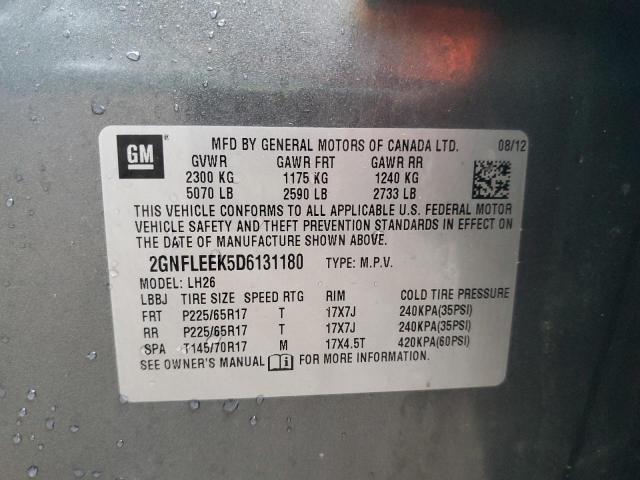 GM
MFD BY GENERAL MOTORS OF CANADA LTD. 08/12
GVWR GAWR FRT GAWR RR
2300 KG 1175 KG 1240 KG
5070 LB 2590 LB 2733 LB
THIS VEHICLE CONFORMS TO ALL APPLICABLE U.S. FEDERAL MOTOR
VEHICLE SAFETY AND THEFT PREVENTION STANDARDS IN EFFECT ON
THE DATE OF MANUFACTURE SHOWN ABOVE.
2GNFLEEK5D6131180 TYPE: M.P.V.
MODEL: LH26
LBBJ TIRE SIZE SPEED RTG RIM COLD TIRE PRESSURE
FRT P225/65R17 T 17X7J 240KPA(35PSI)
RR P225/65R17 T 17X7J 240KPA(35PSI)
SPA T145/70R17 M 17X4.5T 420KPA(60PSI)
SEE OWNER'S MANUAL FOR MORE INFORMATION.